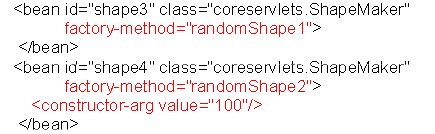 <bean id="shape3" class="coreservlets.ShapeMaker"
factory-method="randomShape1">
</bean>
<bean id="shape4" class="coreservlets.ShapeMaker"
factory-method="randomShape2">
<constructor-arg value="100"/>
</bean>